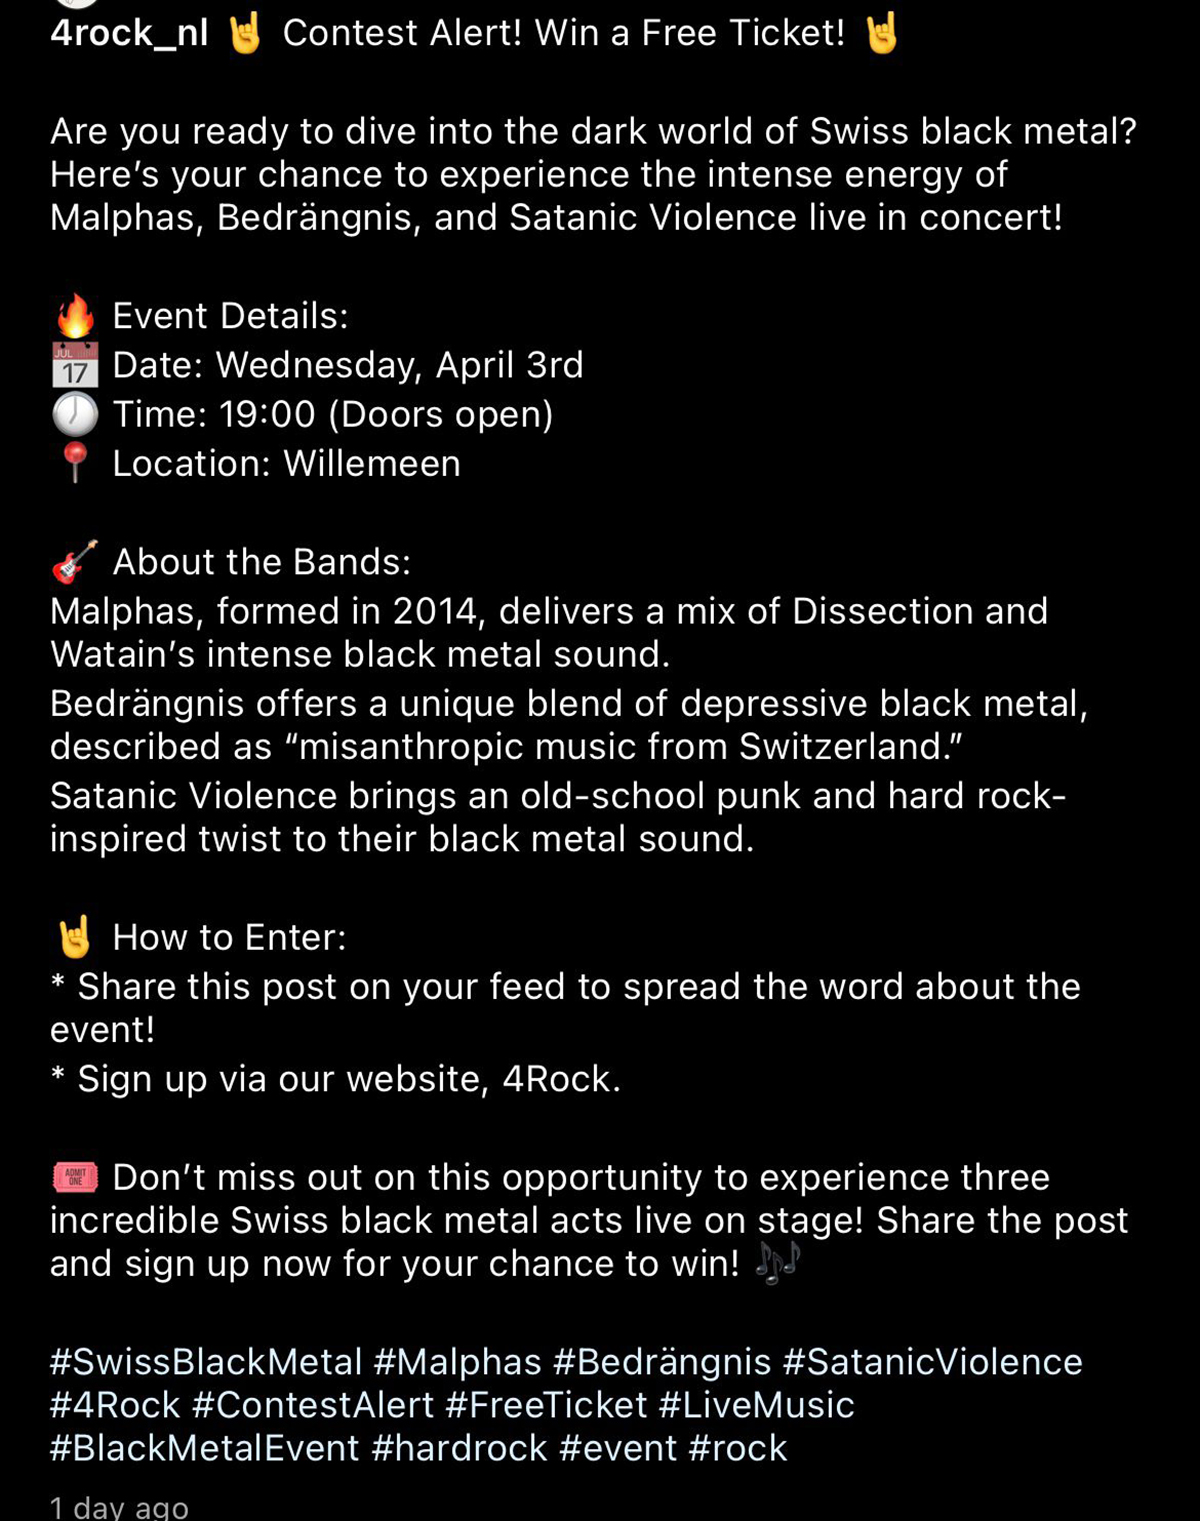 4rock_nl 🤘 Contest Alert! Win a Free Ticket! 🤘
Are you ready to dive into the dark world of Swiss black metal?
Here’s your chance to experience the intense energy of
Malphas, Bedrängnis, and Satanic Violence live in concert!
🔥 Event Details:
📅 Date: Wednesday, April 3rd
🕖 Time: 19:00 (Doors open)
📍 Location: Willemeen
🎸 About the Bands:
Malphas, formed in 2014, delivers a mix of Dissection and
Watain’s intense black metal sound.
Bedrängnis offers a unique blend of depressive black metal,
described as “misanthropic music from Switzerland.”
Satanic Violence brings an old-school punk and hard rock-
inspired twist to their black metal sound.
🤘 How to Enter:
* Share this post on your feed to spread the word about the
event!
* Sign up via our website, 4Rock.
🎟️ Don’t miss out on this opportunity to experience three
incredible Swiss black metal acts live on stage! Share the post
and sign up now for your chance to win! 🎶
#SwissBlackMetal #Malphas #Bedrängnis #SatanicViolence
#4Rock #ContestAlert #FreeTicket #LiveMusic
#BlackMetalEvent #hardrock #event #rock
1 day ago